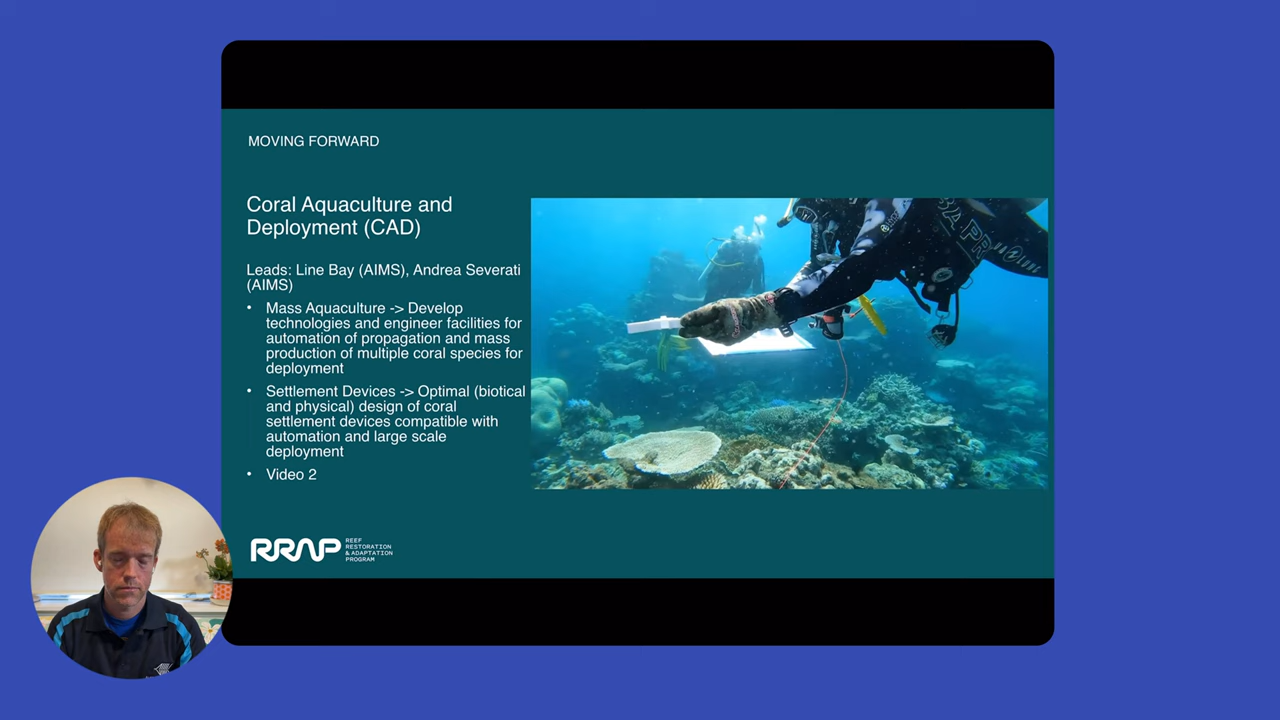 MOVING FORWARD
Coral Aquaculture and
Deployment (CAD)
Leads: Line Bay (AIMS), Andrea Severati
(AIMS)
• Mass Aquaculture -> Develop
technologies and engineer facilities for
automation of propagation and mass
production of multiple coral species for
deployment
• Settlement Devices -> Optimal (biotical
and physical) design of coral
settlement devices compatible with
automation and large scale
deployment
• Video 2
RRAP
REEF
RESTORATION
& ADAPTATION
PROGRAM